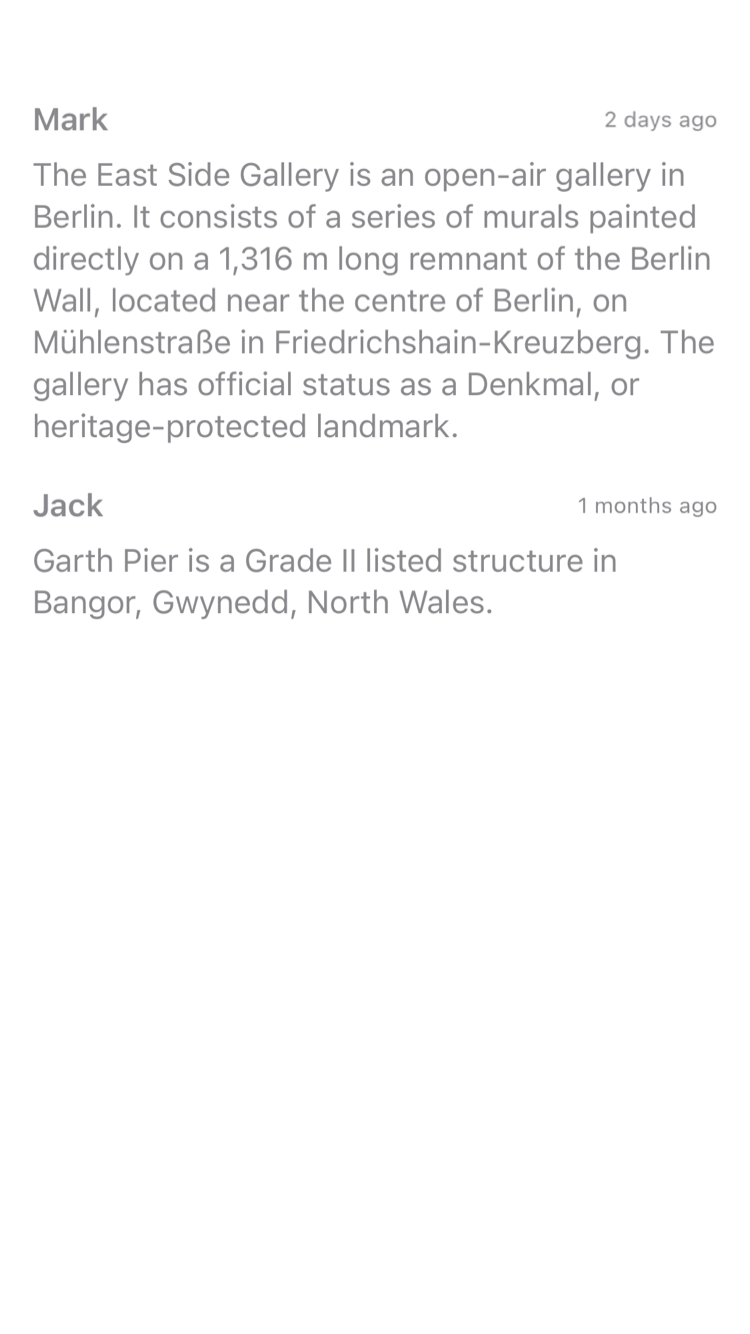 Mark
2 days ago
The East Side Gallery is an open-air gallery in
Berlin. It consists of a series of murals painted
directly on a 1,316 m long remnant of the Berlin
Wall, located near the centre of Berlin, on
Mühlenstraße in Friedrichshain-Kreuzberg. The
gallery has official status as a Denkmal, or
heritage-protected landmark.
Jack
1 months ago
Garth Pier is a Grade II listed structure in
Bangor, Gwynedd, North Wales.